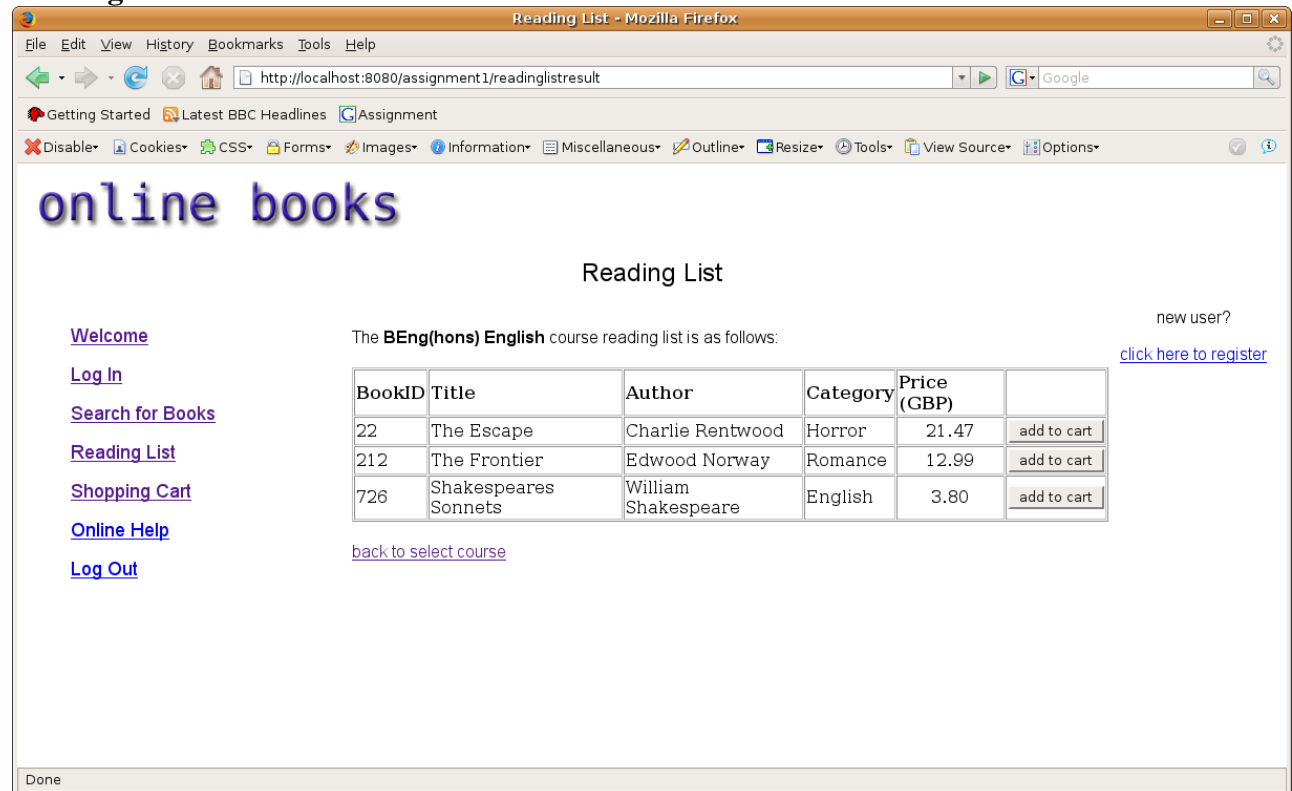 Reading List - Mozilla Firefox
File Edit View History Bookmarks Tools Help
http://localhost:8080/assignment1/readinglistresult G Google
Getting Started Latest BBC Headlines G Assignment
Disable Cookies CSS Forms Images Information Miscellaneous Outline Resize Tools View Source Options
online books
Reading List
new user?
click here to register
Welcome
Log In
Search for Books
Reading List
Shopping Cart
Online Help
Log Out
The BEng(hons) English course reading list is as follows:
BookID Title Author Category Price (GBP)
22 The Escape Charlie Rentwood Horror 21.47 add to cart
212 The Frontier Edwood Norway Romance 12.99 add to cart
726 Shakespeares Sonnets William Shakespeare English 3.80 add to cart
back to select course
Done